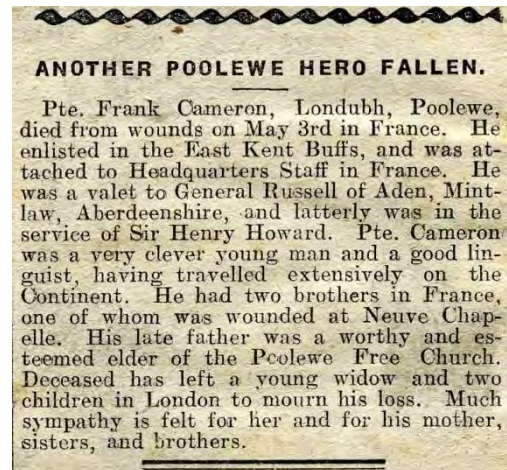 ANOTHER POOLEWE HERO FALLEN.
Pte. Frank Cameron, Londubh, Poolewe,
died from wounds on May 3rd in France. He
enlisted in the East Kent Buffs, and was at-
tached to Headquarters Staff in France. He
was a valet to General Russell of Aden, Mint-
law, Aberdeenshire, and latterly was in the
service of Sir Henry Howard. Pte. Cameron
was a very clever young man and a good lin-
guist, having travelled extensively on the
Continent. He had two brothers in France,
one of whom was wounded at Neuve Chap-
elle. His late father was a worthy and es-
teemed elder of the Pcolewe Free Church.
Deceased has left a young widow and two
children in London to mourn his loss. Much
sympathy is felt for her and for his mother,
sisters, and brothers.